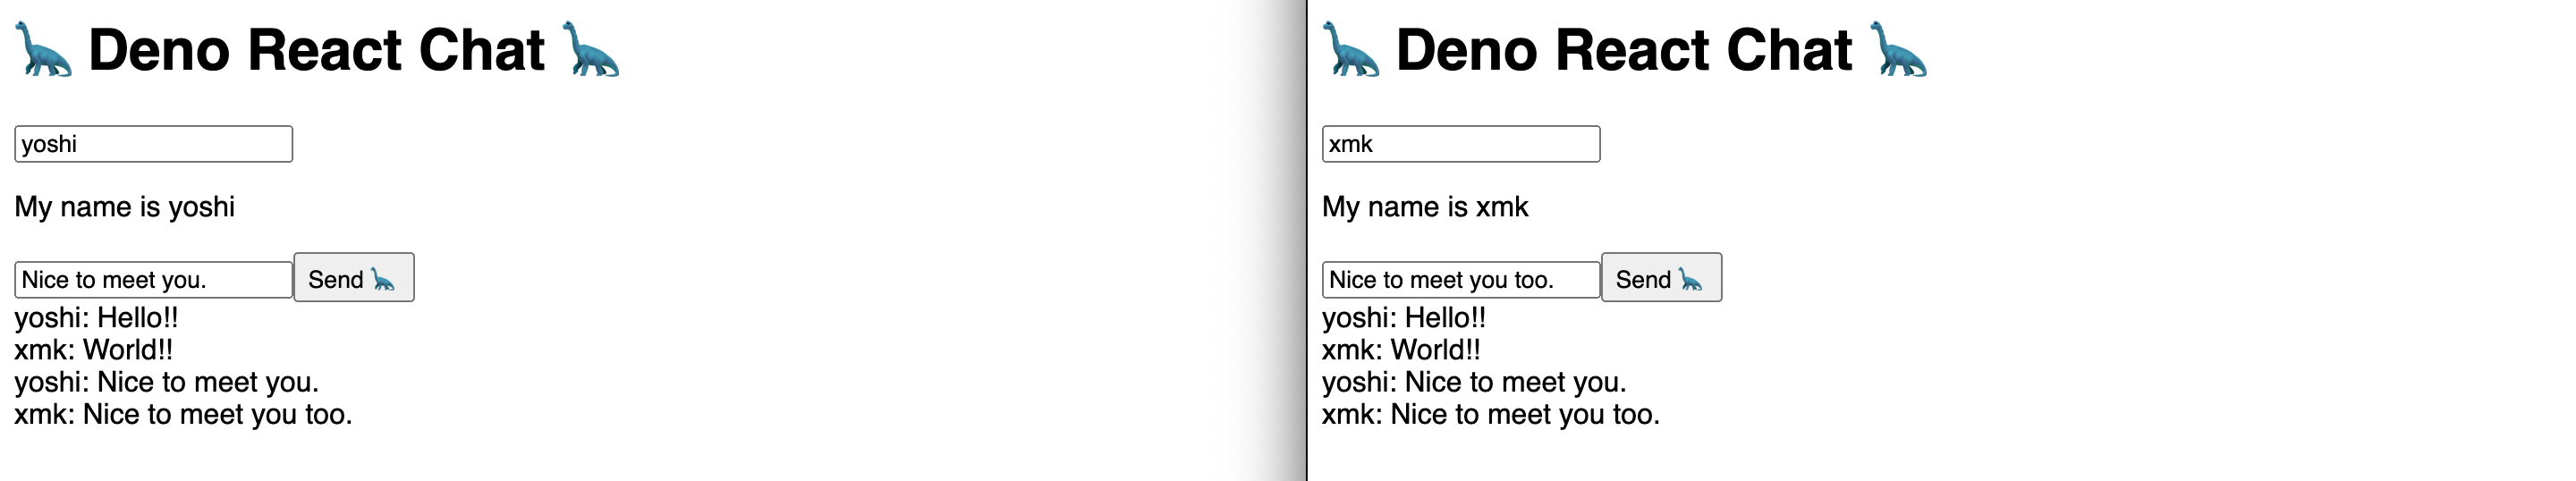 🦕 Deno React Chat 🦕
yoshi
My name is yoshi
Nice to meet you. Send 🦕
yoshi: Hello!!
xmk: World!!
yoshi: Nice to meet you.
xmk: Nice to meet you too.
🦕 Deno React Chat 🦕
xmk
My name is xmk
Nice to meet you too. Send 🦕
yoshi: Hello!!
xmk: World!!
yoshi: Nice to meet you.
xmk: Nice to meet you too.